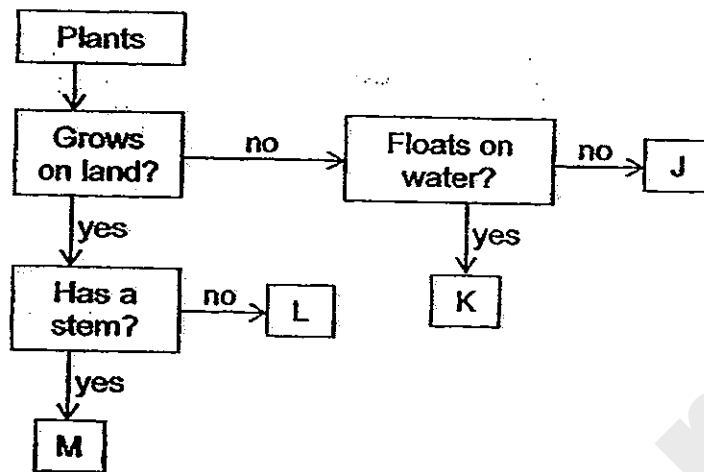 Plants
Grows
on land?
no
Floats on
water?
no
J
yes
yes
Has a
stem?
no
L
K
yes
M